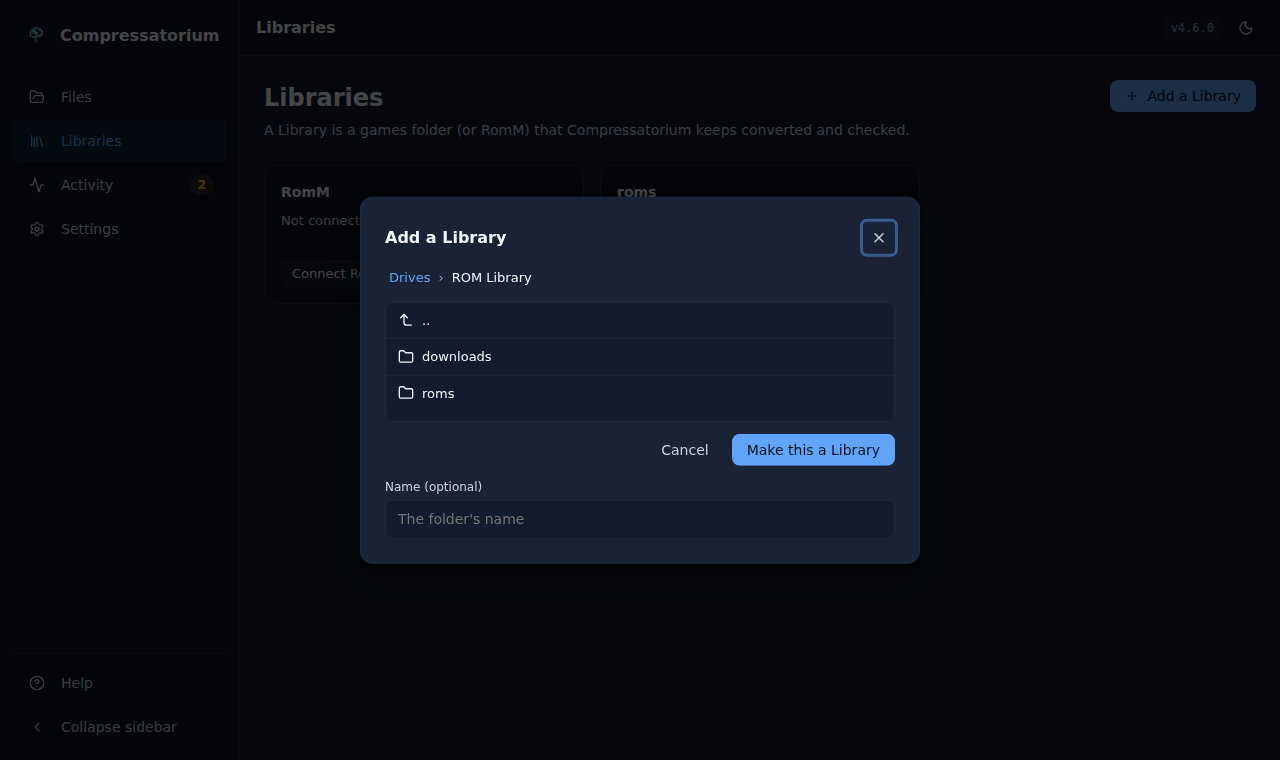 Compressatorium
Libraries
v4.6.0
Files
Libraries
Activity
2
Settings
Libraries
Add a Library
A Library is a games folder (or RomM) that Compressatorium keeps converted and checked.
RomM
roms
Not connect
Connect R
Add a Library
Drives › ROM Library
..
downloads
roms
Cancel
Make this a Library
Name (optional)
The folder's name
Help
Collapse sidebar